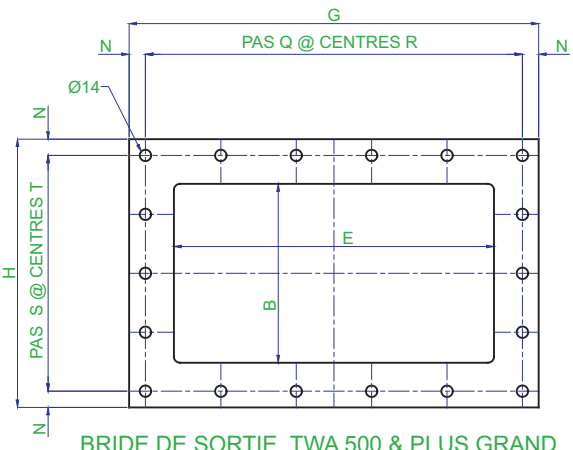 G
N PAS Q @ CENTRES R N
Ø14
N
H
PAS S @ CENTRES T
E
B
N
BRIDE DE SORTIE TWA 500 & PLUS GRAND